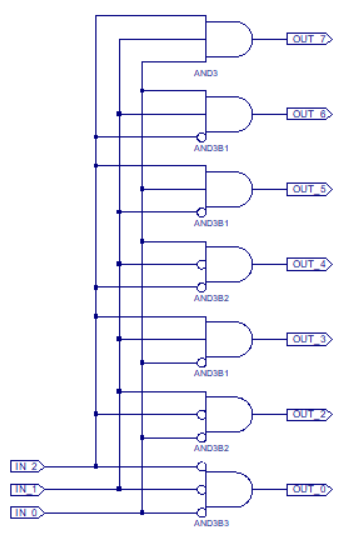 OUT_7
AND3
OUT_6
AND3B1
OUT_5
AND3B1
OUT_4
AND3B2
OUT_3
AND3B1
OUT_2
AND3B2
IN_2
IN_1
OUT_0
IN_0
AND3B3